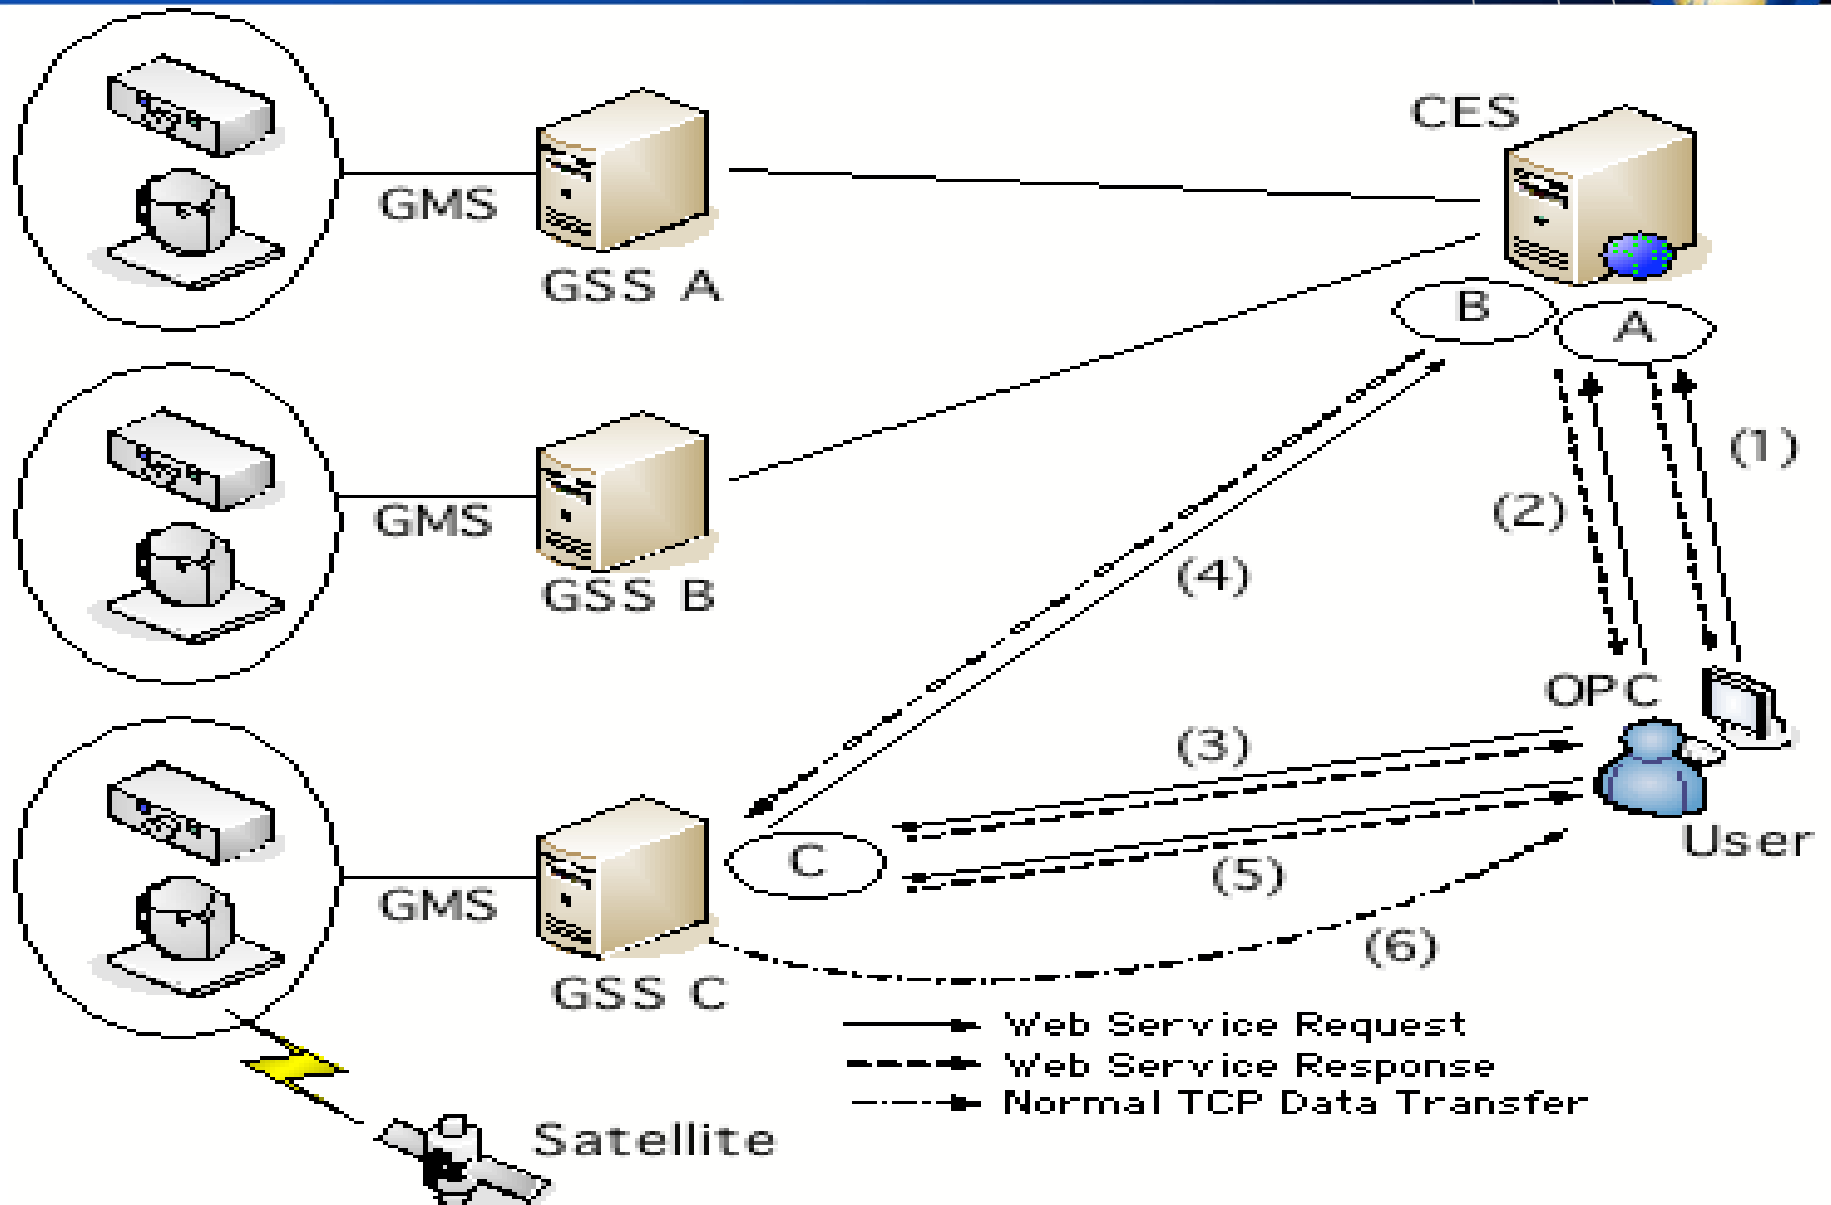 CES
GMS
GSS A
B
A
(1)
(2)
GMS
GSS B
(4)
OPC
(3)
User
C
(5)
GMS
(6)
GSS C
Web Service Request
Web Service Response
Normal TCP Data Transfer
Satellite